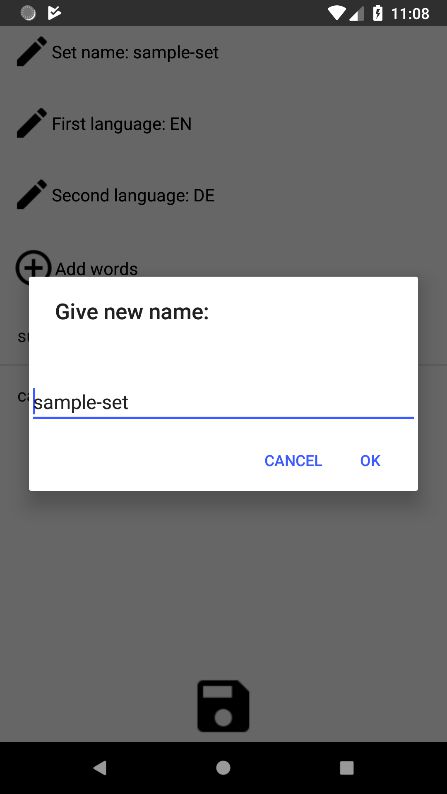 11:08
Set name: sample-set
First language: EN
Second language: DE
Add words
Give new name:
sample-set
CANCEL OK